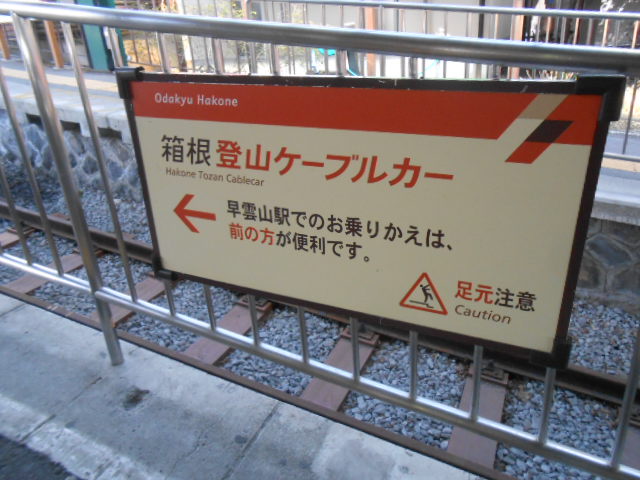 Odakyu Hakone
箱根登山ケーブルカー
Hakone Tozan Cablecar
早雲山駅でのお乗りかえは、
前の方が便利です。
足元注意
Caution